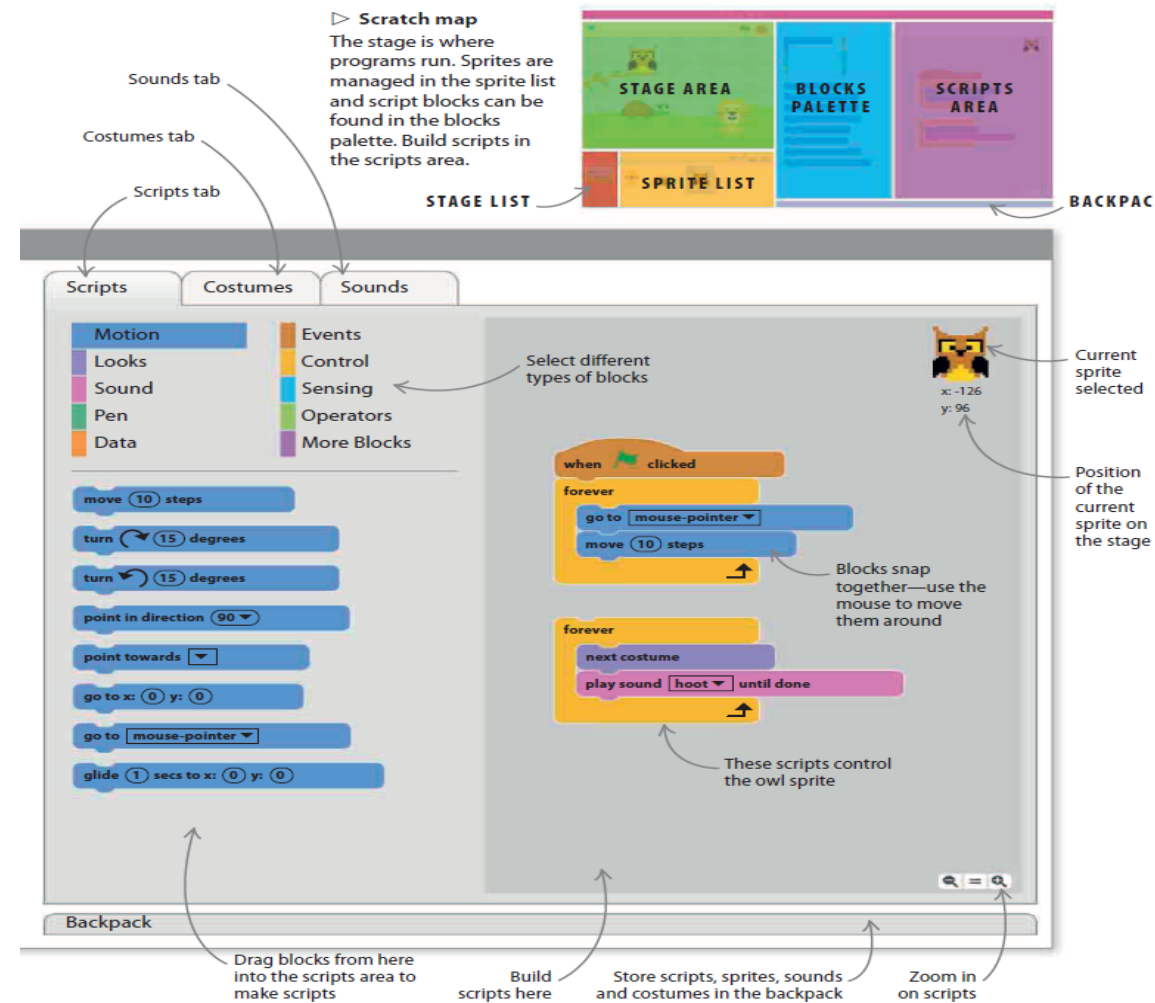 ▷ Scratch map
The stage is where
programs run. Sprites are
managed in the sprite list
and script blocks can be
found in the blocks
palette. Build scripts in
the scripts area.
STAGE AREA
BLOCKS
PALETTE
SCRIPTS
AREA
SPRITE LIST
STAGE LIST
BACKPAC
Sounds tab
Costumes tab
Scripts tab
Scripts
Costumes
Sounds
Motion
Looks
Sound
Pen
Data
Events
Control
Sensing
Operators
More Blocks
Select different
types of blocks
move 10 steps
turn 15 degrees
turn 15 degrees
point in direction 90
point towards
go to x: 0 y: 0
go to mouse-pointer
glide 1 secs to x: 0 y: 0
when clicked
forever
go to mouse-pointer
move 10 steps
forever
next costume
play sound hoot until done
x: -126
y: 96
Current
sprite
selected
Position
of the
current
sprite on
the stage
Blocks snap
together—use the
mouse to move
them around
These scripts control
the owl sprite
Backpack
Drag blocks from here
into the scripts area to
make scripts
Build
scripts here
Store scripts, sprites, sounds
and costumes in the backpack
Zoom in
on scripts